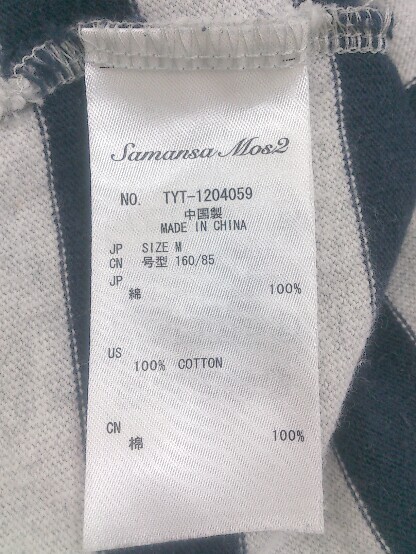 Samansa Mos2
NO. TYT-1204059
中国製
MADE IN CHINA
JP SIZE M
CN 号型 160/85
JP
綿 100%
US
100% COTTON
CN
棉 100%